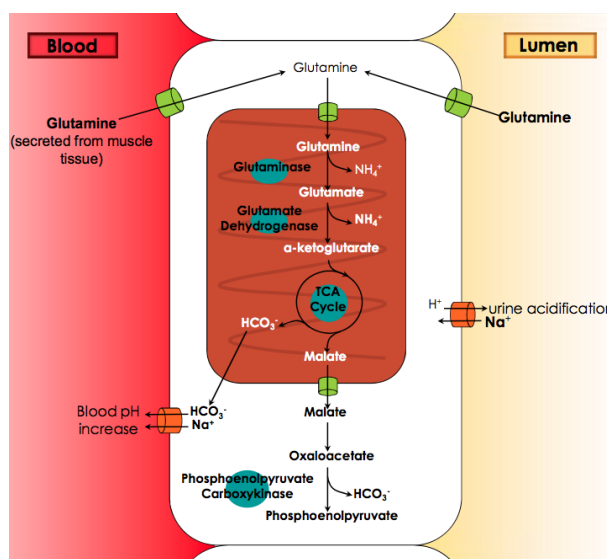 Blood
Lumen
Glutamine
Glutamine
(secreted from muscle
tissue)
Glutamine
Glutamine
Glutaminase
NH₄⁺
Glutamate
Glutamate
Dehydrogenase
NH₄⁺
α-ketoglutarate
TCA
Cycle
HCO₃⁻
Malate
H⁺
urine acidification
Na⁺
Blood pH
increase
HCO₃⁻
Na⁺
Malate
Oxaloacetate
Phosphoenolpyruvate
Carboxykinase
HCO₃⁻
Phosphoenolpyruvate